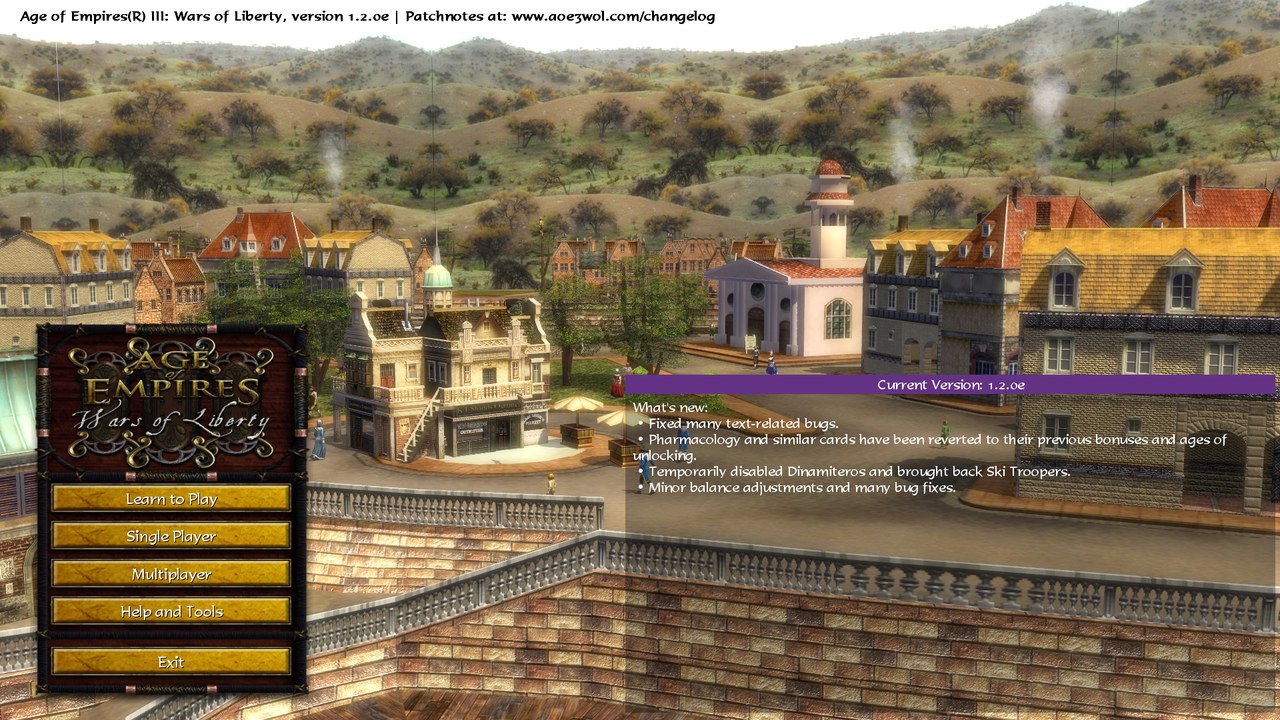 Age of Empires(R) III: Wars of Liberty, version 1.2.0e | Patchnotes at: www.aoe3wol.com/changelog
AGE
of
EMPIRES
Wars of Liberty
Learn to Play
Single Player
Multiplayer
Help and Tools
Exit
Current Version: 1.2.0e
What's new:
• Fixed many text-related bugs.
• Pharmacology and similar cards have been reverted to their previous bonuses and ages of
unlocking.
• Temporarily disabled Dinamiteros and brought back Ski Troopers.
• Minor balance adjustments and many bug fixes.